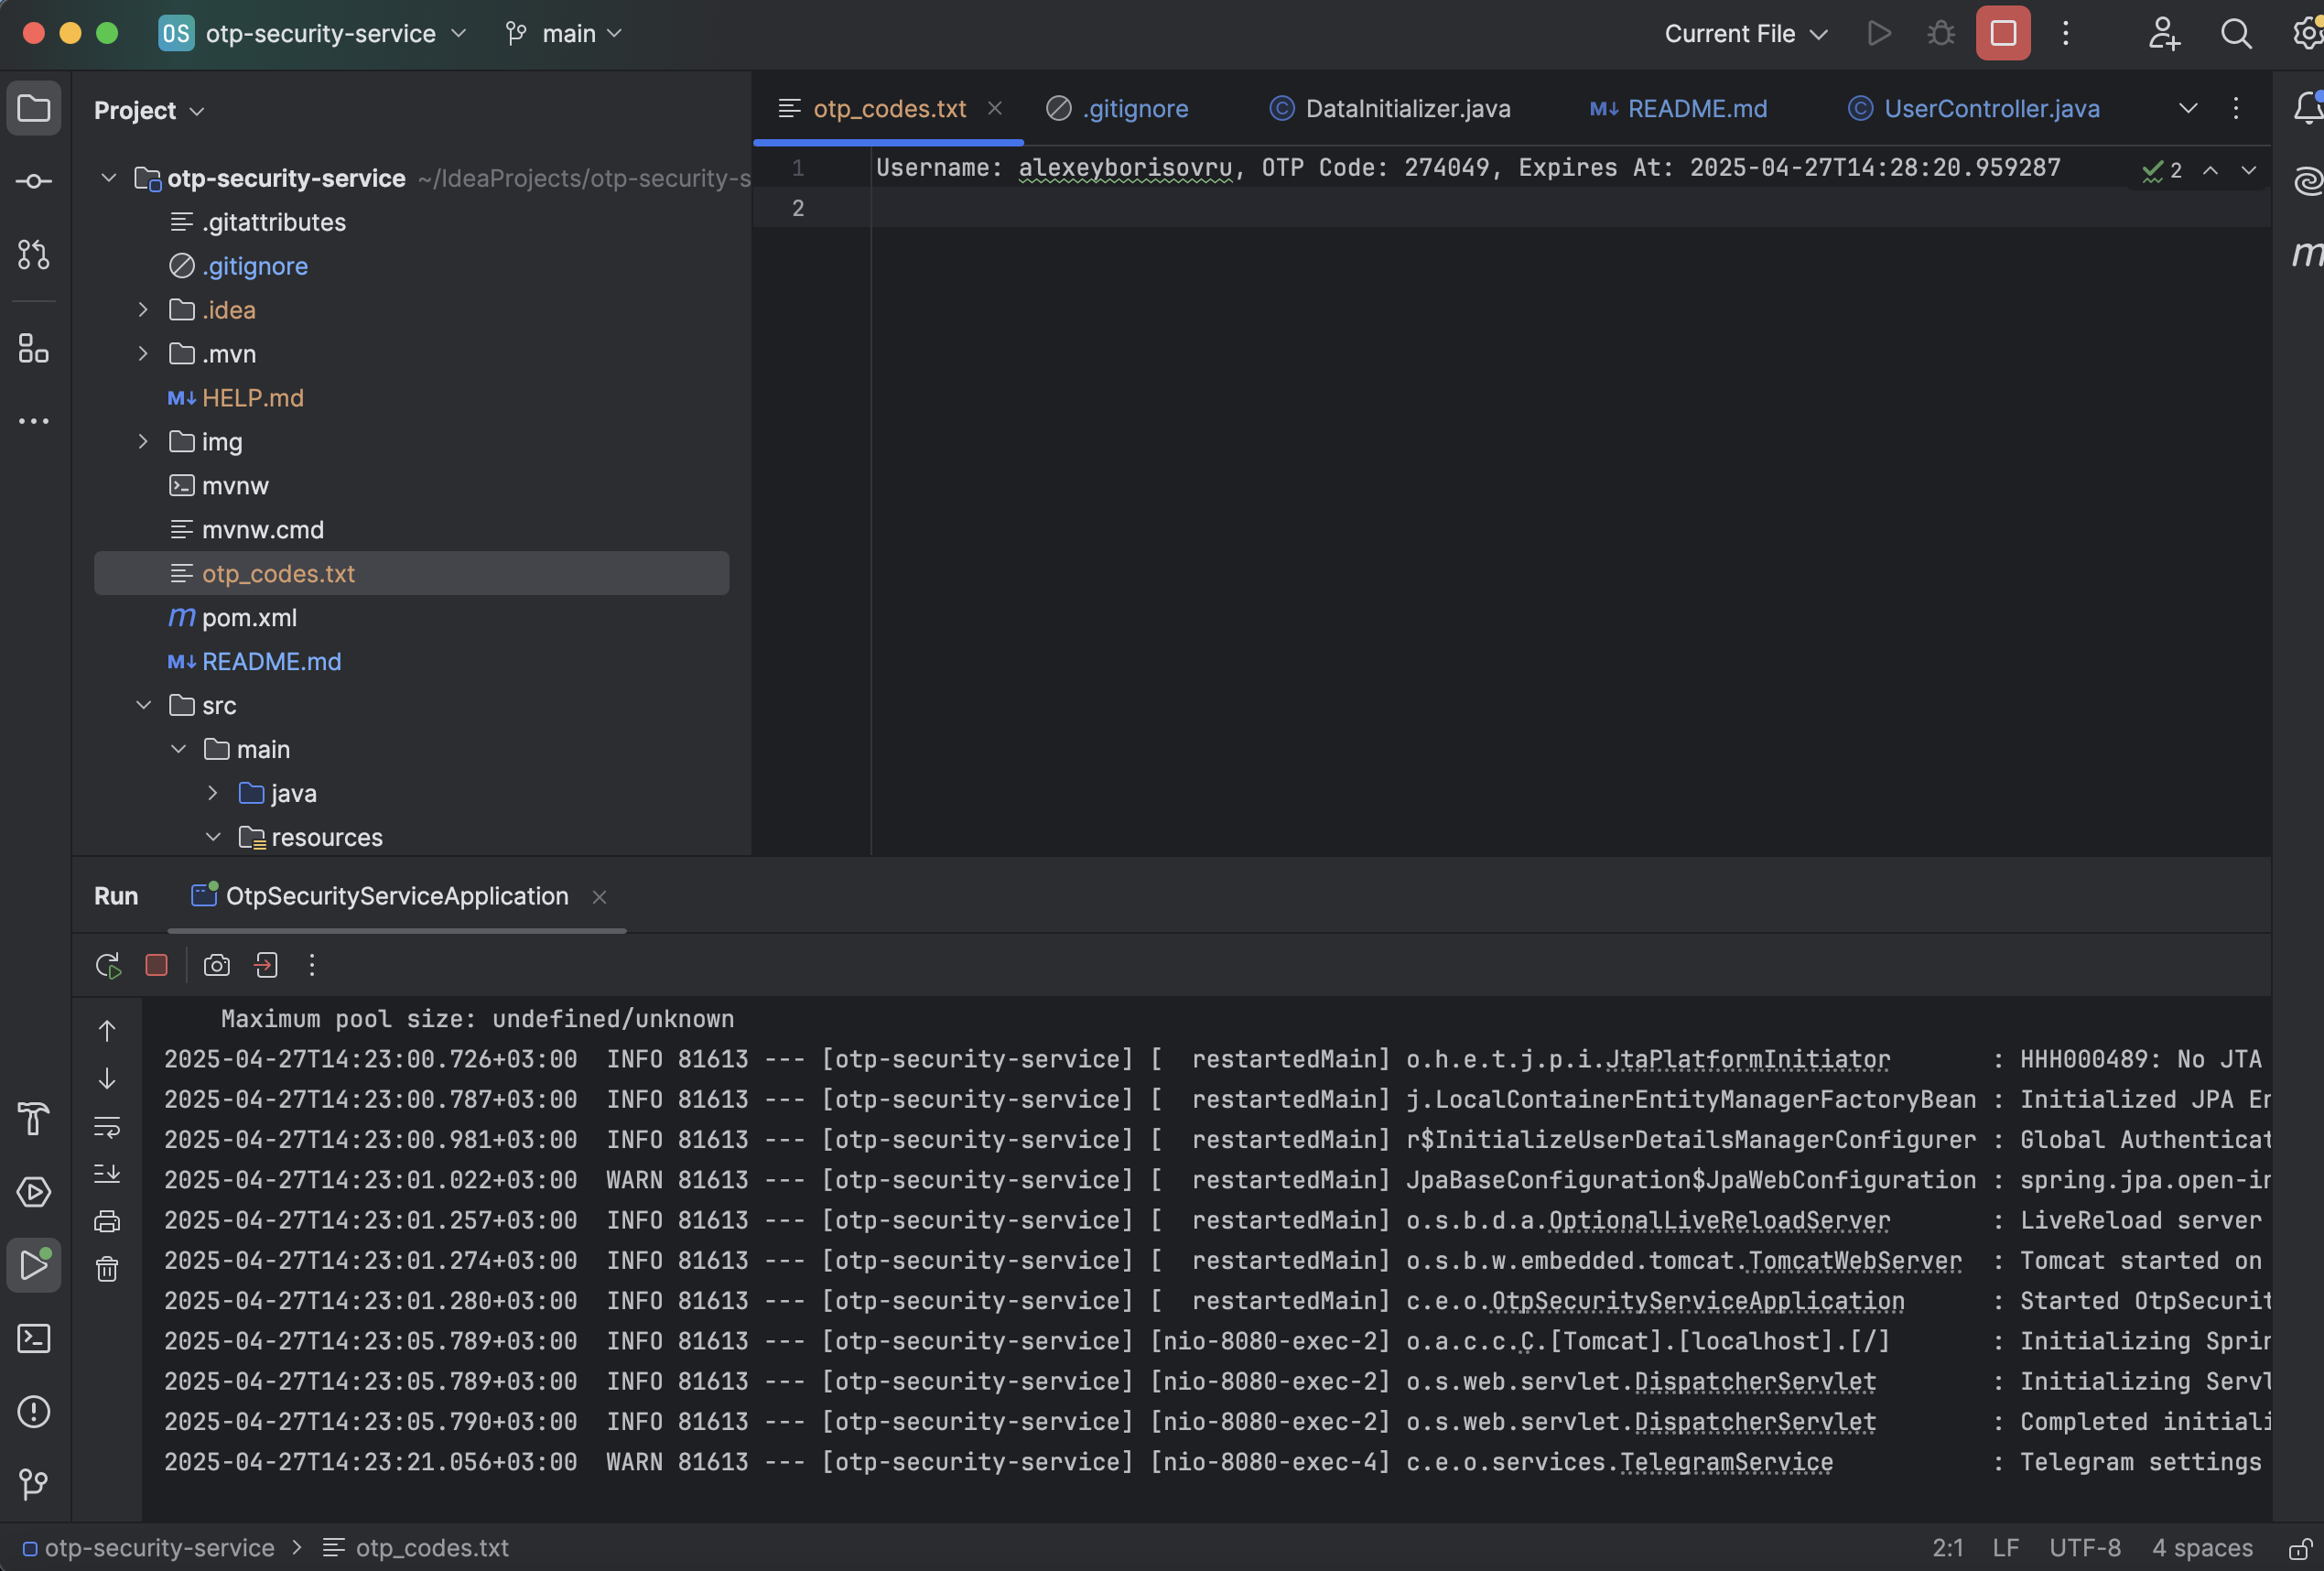 OS otp-security-service main Current File
Project
otp-security-service ~/IdeaProjects/otp-security-s
.gitattributes
.gitignore
.idea
.mvn
M↓ HELP.md
img
mvnw
mvnw.cmd
otp_codes.txt
m pom.xml
M↓ README.md
src
main
java
resources
otp_codes.txt .gitignore DataInitializer.java M↓ README.md UserController.java
1 Username: alexeyborisovru, OTP Code: 274049, Expires At: 2025-04-27T14:28:20.959287 2
2
m
Run OtpSecurityServiceApplication
Maximum pool size: undefined/unknown
2025-04-27T14:23:00.726+03:00  INFO 81613 --- [otp-security-service] [  restartedMain] o.h.e.t.j.p.i.JtaPlatformInitiator       : HHH000489: No JTA
2025-04-27T14:23:00.787+03:00  INFO 81613 --- [otp-security-service] [  restartedMain] j.LocalContainerEntityManagerFactoryBean : Initialized JPA En
2025-04-27T14:23:00.981+03:00  INFO 81613 --- [otp-security-service] [  restartedMain] r$InitializeUserDetailsManagerConfigurer : Global Authenticat
2025-04-27T14:23:01.022+03:00  WARN 81613 --- [otp-security-service] [  restartedMain] JpaBaseConfiguration$JpaWebConfiguration : spring.jpa.open-in
2025-04-27T14:23:01.257+03:00  INFO 81613 --- [otp-security-service] [  restartedMain] o.s.b.d.a.OptionalLiveReloadServer       : LiveReload server
2025-04-27T14:23:01.274+03:00  INFO 81613 --- [otp-security-service] [  restartedMain] o.s.b.w.embedded.tomcat.TomcatWebServer  : Tomcat started on
2025-04-27T14:23:01.280+03:00  INFO 81613 --- [otp-security-service] [  restartedMain] c.e.o.OtpSecurityServiceApplication      : Started OtpSecurit
2025-04-27T14:23:05.789+03:00  INFO 81613 --- [otp-security-service] [nio-8080-exec-2] o.a.c.c.C.[Tomcat].[localhost].[/]       : Initializing Sprin
2025-04-27T14:23:05.789+03:00  INFO 81613 --- [otp-security-service] [nio-8080-exec-2] o.s.web.servlet.DispatcherServlet        : Initializing Servl
2025-04-27T14:23:05.790+03:00  INFO 81613 --- [otp-security-service] [nio-8080-exec-2] o.s.web.servlet.DispatcherServlet        : Completed initiali
2025-04-27T14:23:21.056+03:00  WARN 81613 --- [otp-security-service] [nio-8080-exec-4] c.e.o.services.TelegramService           : Telegram settings
otp-security-service > otp_codes.txt 2:1 LF UTF-8 4 spaces